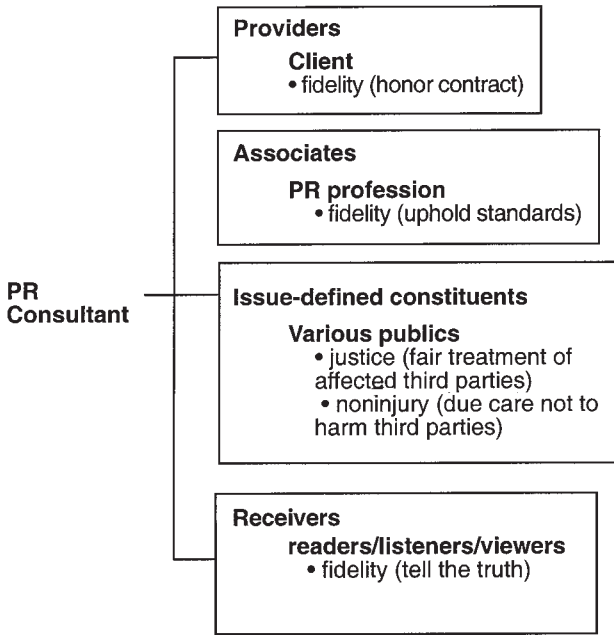 Providers
Client
• fidelity (honor contract)
Associates
PR profession
• fidelity (uphold standards)
PR
Consultant
Issue-defined constituents
Various publics
• justice (fair treatment of
affected third parties)
• noninjury (due care not to
harm third parties)
Receivers
readers/listeners/viewers
• fidelity (tell the truth)